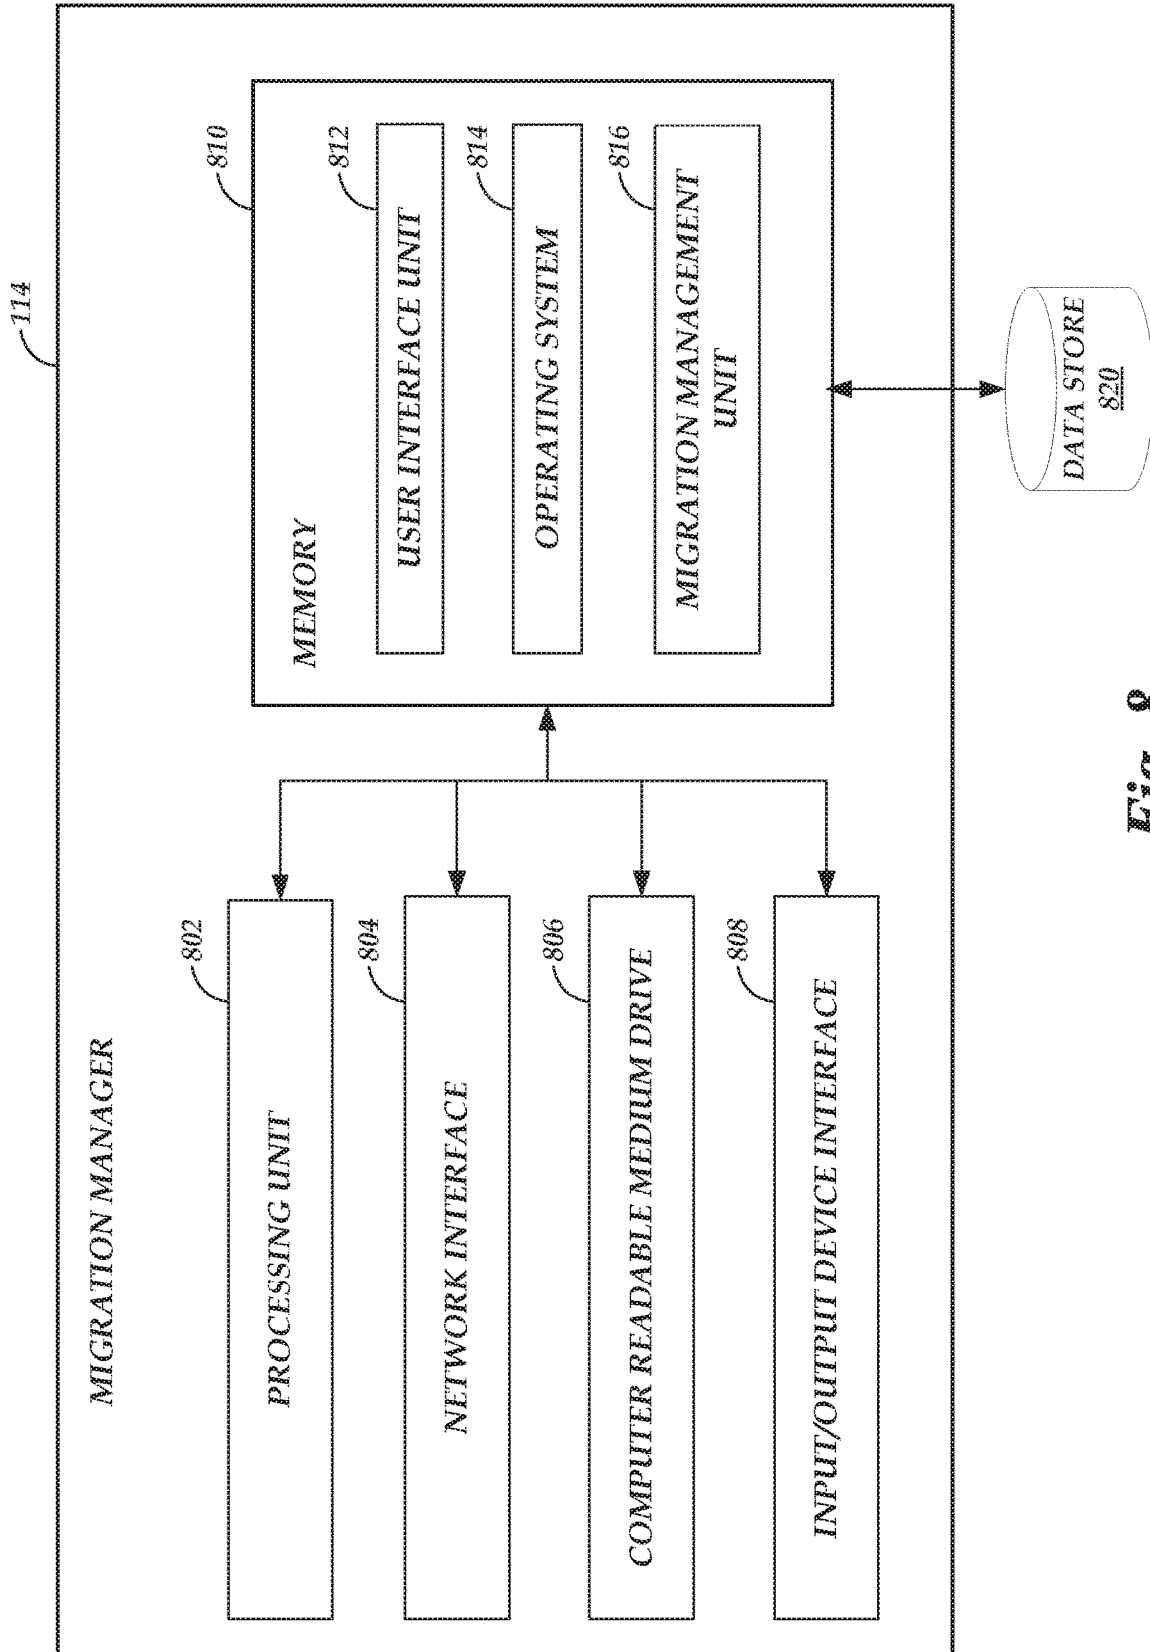 114
MIGRATION MANAGER
802
PROCESSING UNIT
804
NETWORK INTERFACE
806
COMPUTER READABLE MEDIUM DRIVE
808
INPUT/OUTPUT DEVICE INTERFACE
810
MEMORY
812
USER INTERFACE UNIT
814
OPERATING SYSTEM
816
MIGRATION MANAGEMENT
UNIT
DATA STORE
820
Fig. 8